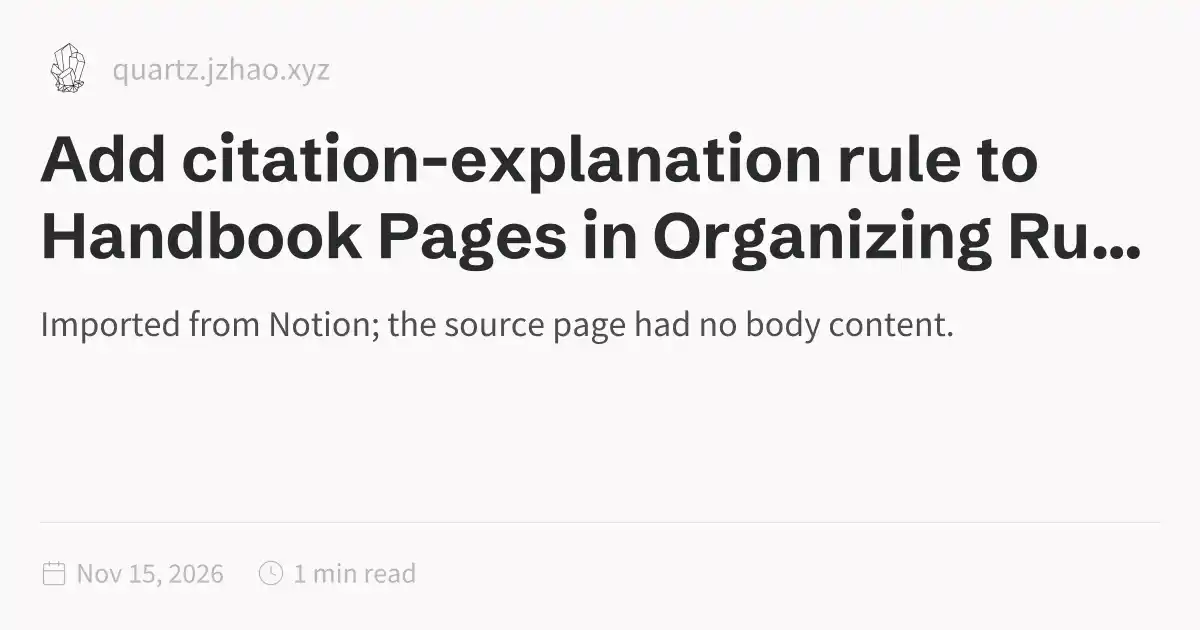 quartz.jzhao.xyz
Add citation-explanation rule to
Handbook Pages in Organizing Ru...
Imported from Notion; the source page had no body content.
Nov 15, 2026
1 min read